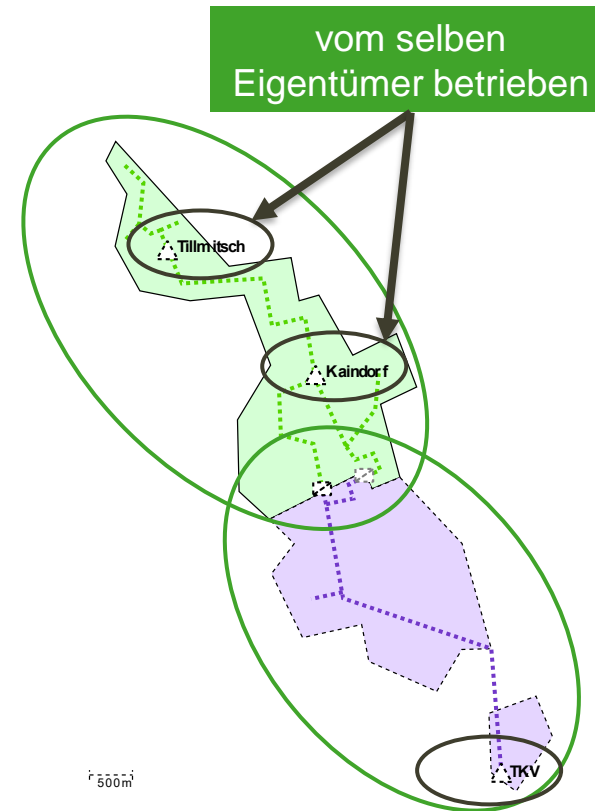 vom selben
Eigentümer betrieben
Tillmitsch
Kaindorf
TKV
500m